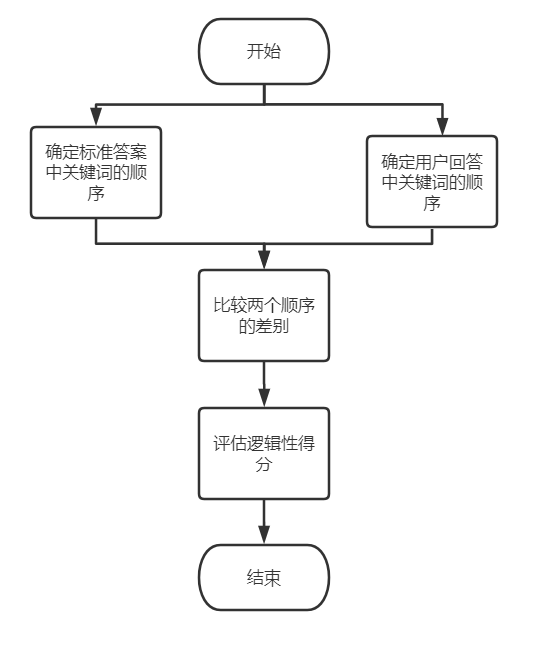 开始
确定标准答案
中关键词的顺
序
确定用户回答
中关键词的顺
序
比较两个顺序
的差别
评估逻辑性得
分
结束